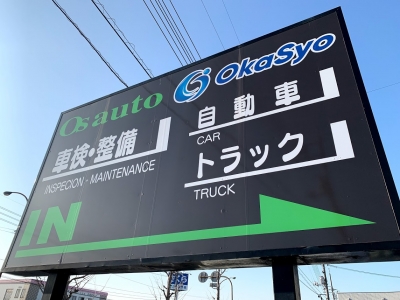 Os auto
OkaSyo
車検・整備
INSPECION・MAINTENANCE
自動車
CAR
トラック
TRUCK
IN